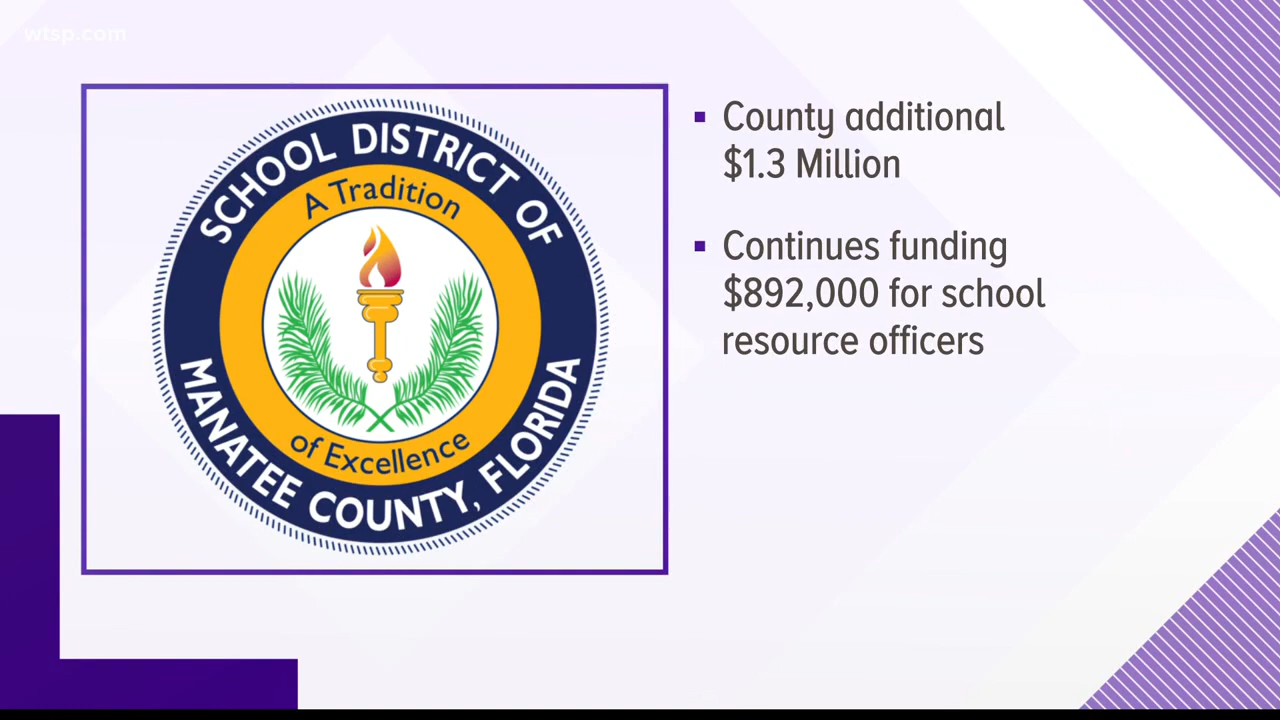 wtsp.com
SCHOOL DISTRICT OF
A Tradition
of Excellence
MANATEE COUNTY, FLORIDA
▪ County additional
$1.3 Million
▪ Continues funding
$892,000 for school
resource officers